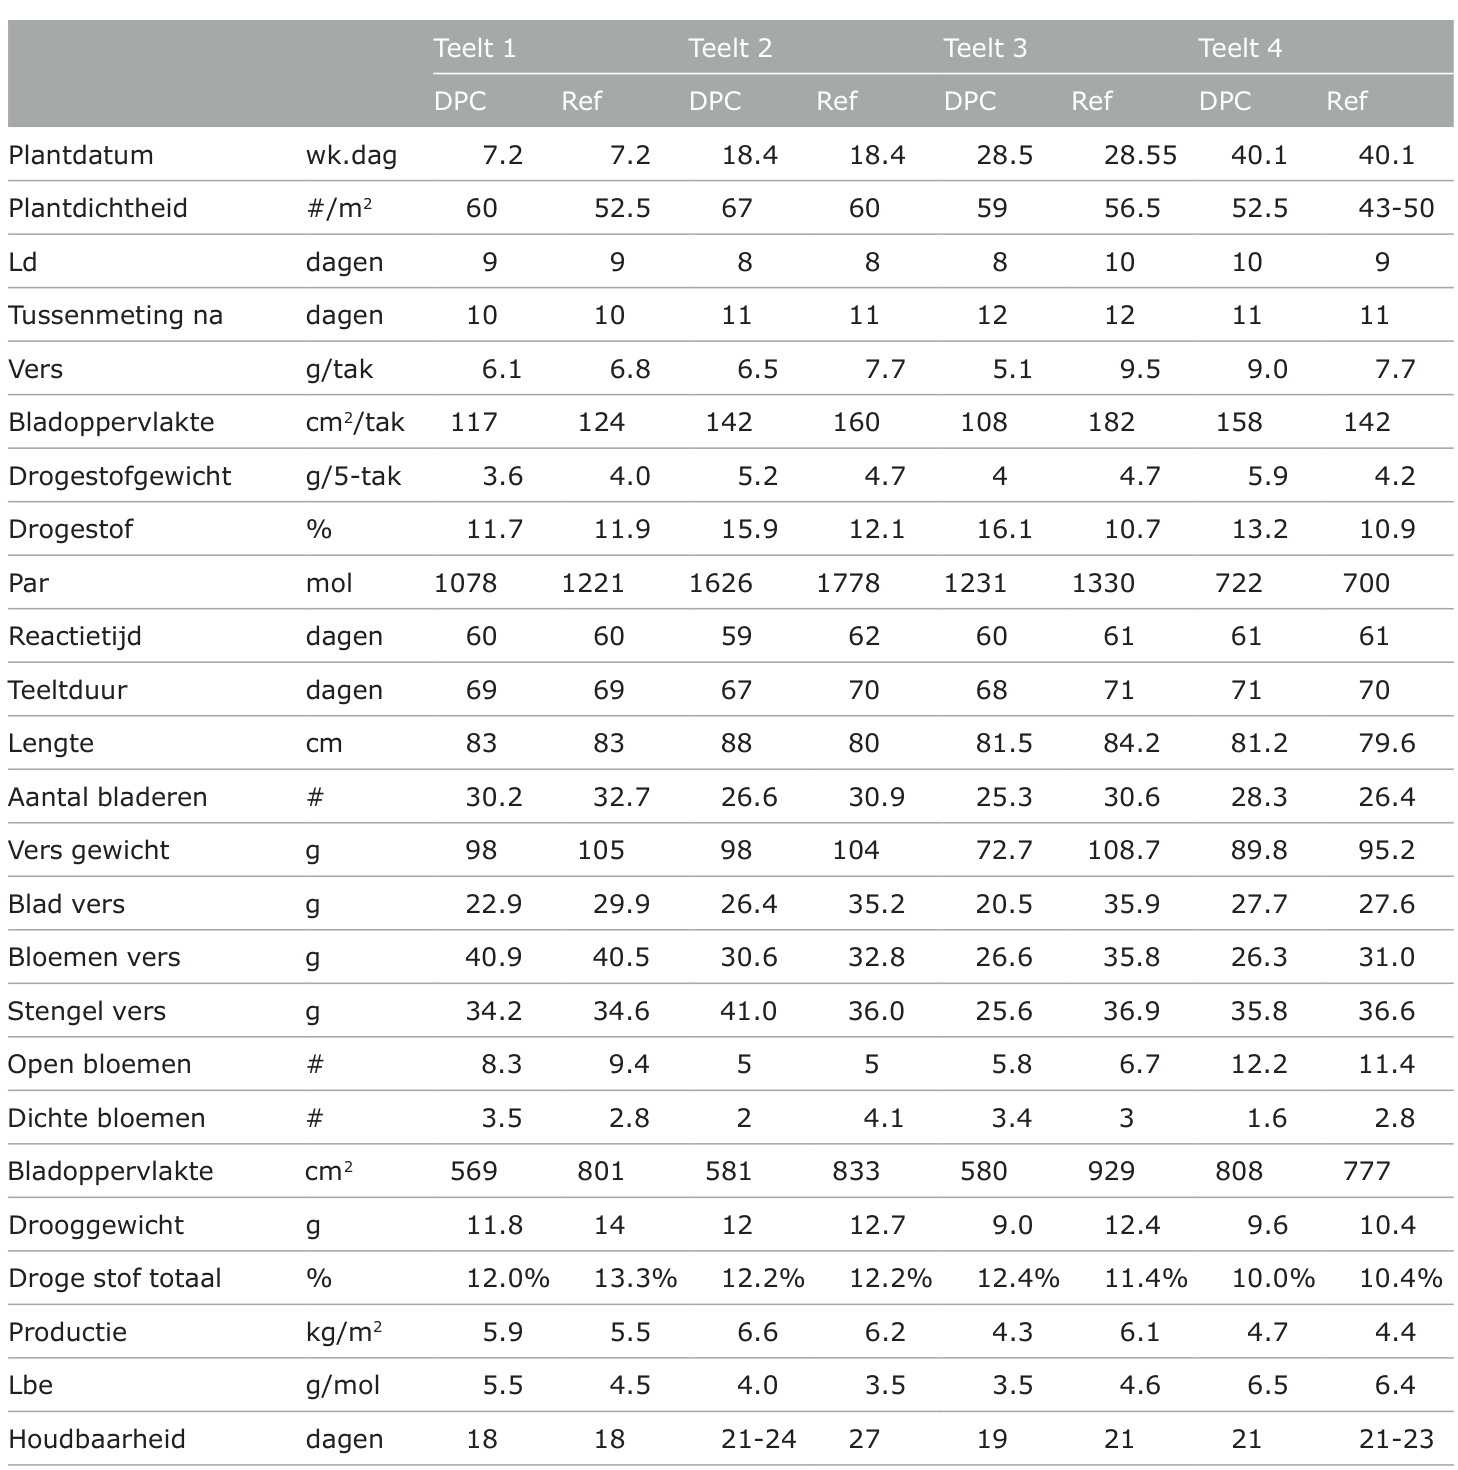 Teelt 1 Teelt 2 Teelt 3 Teelt 4
DPC Ref DPC Ref DPC Ref DPC Ref
Plantdatum wk.dag 7.2 7.2 18.4 18.4 28.5 28.55 40.1 40.1
Plantdichtheid #/m² 60 52.5 67 60 59 56.5 52.5 43-50
Ld dagen 9 9 8 8 8 10 10 9
Tussenmeting na dagen 10 10 11 11 12 12 11 11
Vers g/tak 6.1 6.8 6.5 7.7 5.1 9.5 9.0 7.7
Bladoppervlakte cm²/tak 117 124 142 160 108 182 158 142
Drogestofgewicht g/5-tak 3.6 4.0 5.2 4.7 4 4.7 5.9 4.2
Drogestof % 11.7 11.9 15.9 12.1 16.1 10.7 13.2 10.9
Par mol 1078 1221 1626 1778 1231 1330 722 700
Reactietijd dagen 60 60 59 62 60 61 61 61
Teeltduur dagen 69 69 67 70 68 71 71 70
Lengte cm 83 83 88 80 81.5 84.2 81.2 79.6
Aantal bladeren # 30.2 32.7 26.6 30.9 25.3 30.6 28.3 26.4
Vers gewicht g 98 105 98 104 72.7 108.7 89.8 95.2
Blad vers g 22.9 29.9 26.4 35.2 20.5 35.9 27.7 27.6
Bloemen vers g 40.9 40.5 30.6 32.8 26.6 35.8 26.3 31.0
Stengel vers g 34.2 34.6 41.0 36.0 25.6 36.9 35.8 36.6
Open bloemen # 8.3 9.4 5 5 5.8 6.7 12.2 11.4
Dichte bloemen # 3.5 2.8 2 4.1 3.4 3 1.6 2.8
Bladoppervlakte cm² 569 801 581 833 580 929 808 777
Drooggewicht g 11.8 14 12 12.7 9.0 12.4 9.6 10.4
Droge stof totaal % 12.0% 13.3% 12.2% 12.2% 12.4% 11.4% 10.0% 10.4%
Productie kg/m² 5.9 5.5 6.6 6.2 4.3 6.1 4.7 4.4
Lbe g/mol 5.5 4.5 4.0 3.5 3.5 4.6 6.5 6.4
Houdbaarheid dagen 18 18 21-24 27 19 21 21 21-23